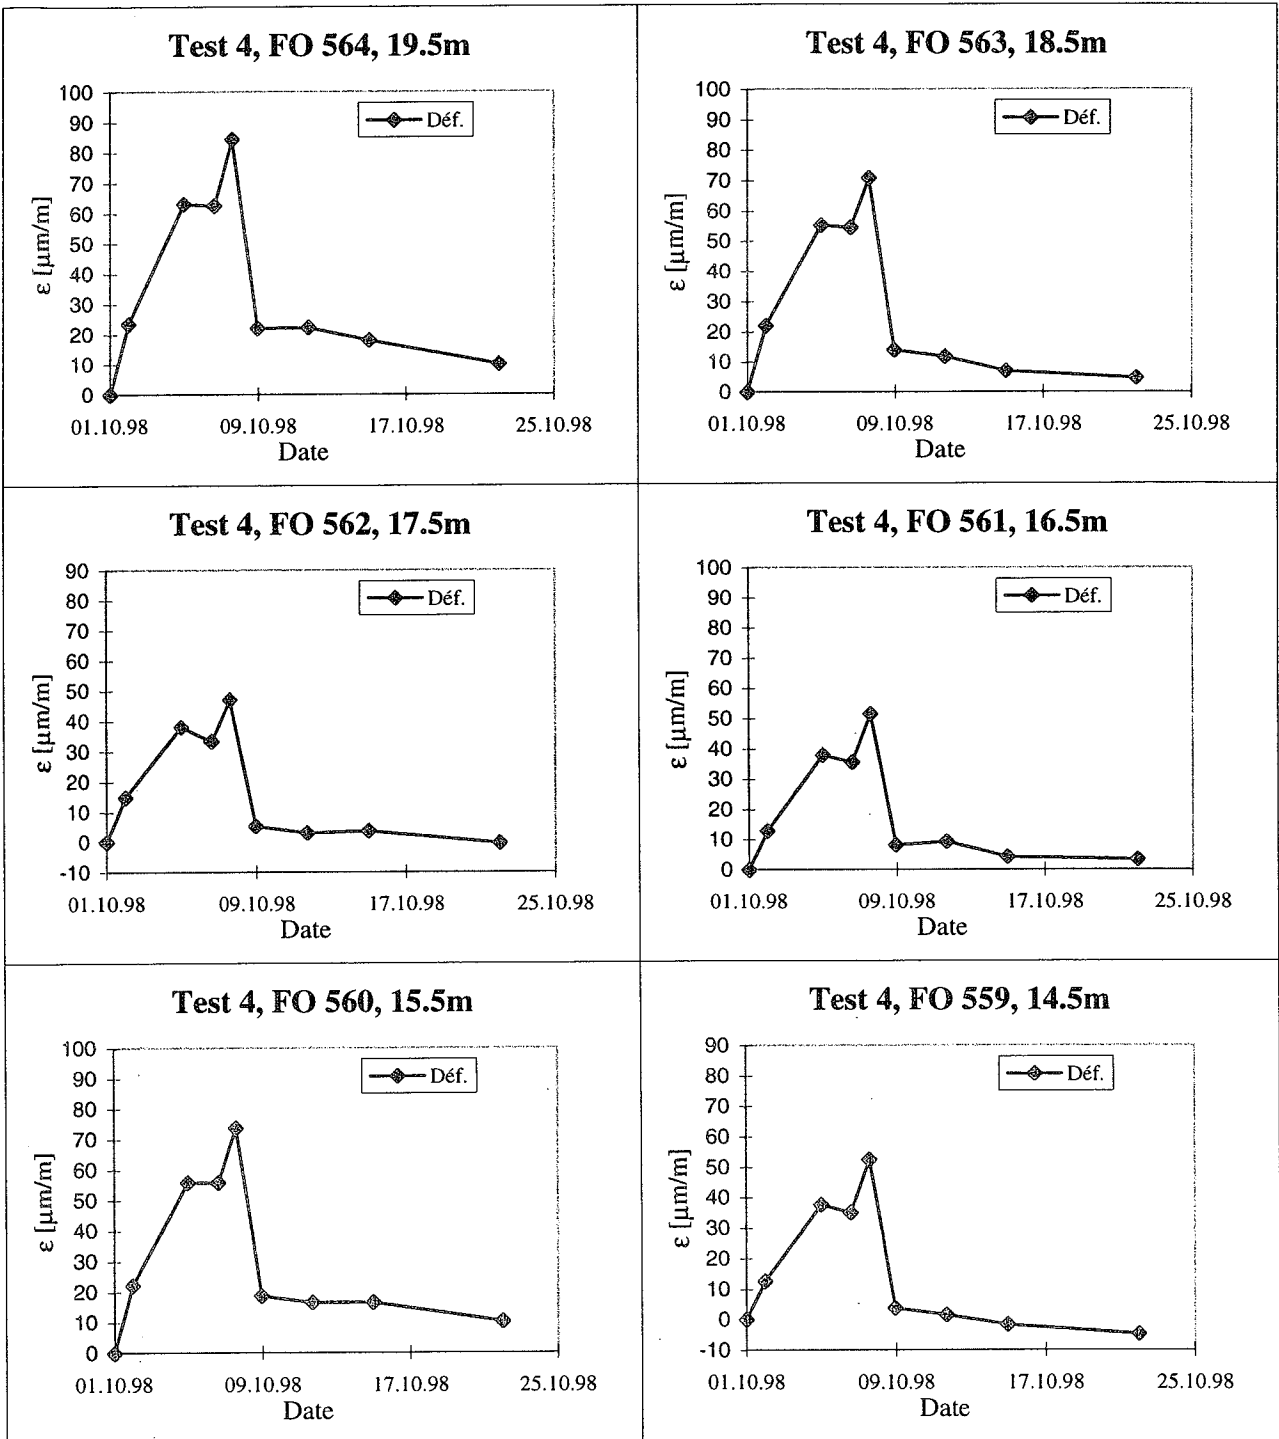 Test 4, FO 564, 19.5m
Déf.
100
90
80
70
60
50
40
30
20
10
0
ε [µm/m]
01.10.98 09.10.98 17.10.98 25.10.98
Date
Test 4, FO 563, 18.5m
Déf.
100
90
80
70
60
50
40
30
20
10
0
ε [µm/m]
01.10.98 09.10.98 17.10.98 25.10.98
Date
Test 4, FO 562, 17.5m
Déf.
90
80
70
60
50
40
30
20
10
0
-10
ε [µm/m]
01.10.98 09.10.98 17.10.98 25.10.98
Date
Test 4, FO 561, 16.5m
Déf.
100
90
80
70
60
50
40
30
20
10
0
ε [µm/m]
01.10.98 09.10.98 17.10.98 25.10.98
Date
Test 4, FO 560, 15.5m
Déf.
100
90
80
70
60
50
40
30
20
10
0
ε [µm/m]
01.10.98 09.10.98 17.10.98 25.10.98
Date
Test 4, FO 559, 14.5m
Déf.
90
80
70
60
50
40
30
20
10
0
-10
ε [µm/m]
01.10.98 09.10.98 17.10.98 25.10.98
Date